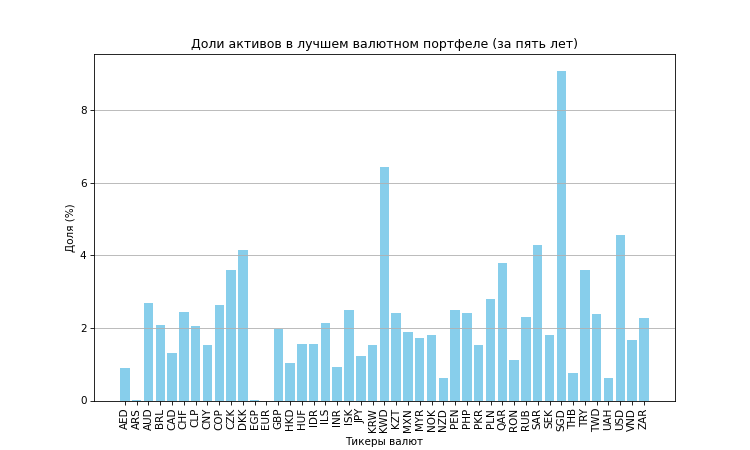 Доли активов в лучшем валютном портфеле (за пять лет)
Доля (%)
8
6
4
2
0
AED ARS AUD BRL CAD CHF CLP CNY COP CZK DKK EGP EUR GBP HKD HUF IDR ILS INR ISK JPY KRW KWD KZT MXN MYR NOK NZD PEN PHP PKR PLN QAR RON RUB SAR SEK SGD THB TRY TWD UAH USD VND ZAR
Тикеры валют